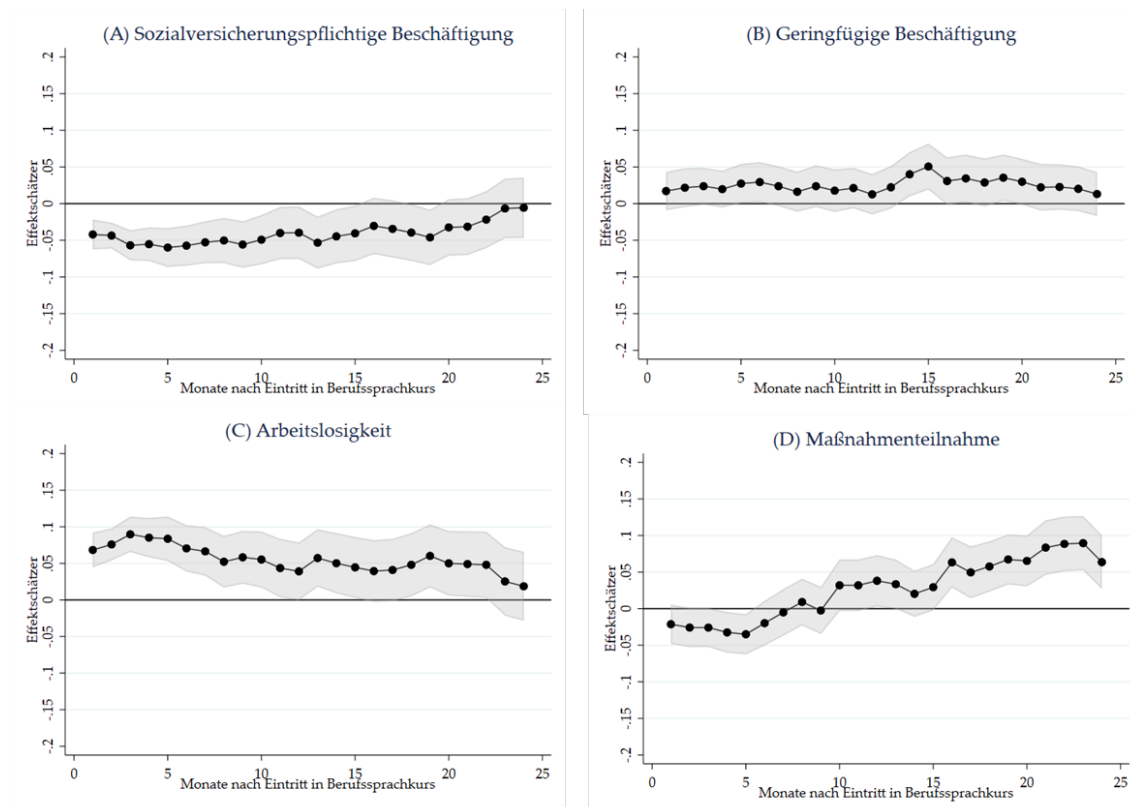 (A) Sozialversicherungspflichtige Beschäftigung
Effektschätzer
.2
.15
.1
.05
0
-.05
-.1
-.15
-.2
0 5 10 15 20 25
Monate nach Eintritt in Berufssprachkurs
(B) Geringfügige Beschäftigung
Effektschätzer
.2
.15
.1
.05
0
-.05
-.1
-.15
-.2
0 5 10 15 20 25
Monate nach Eintritt in Berufssprachkurs
(C) Arbeitslosigkeit
Effektschätzer
.2
.15
.1
.05
0
-.05
-.1
-.15
-.2
0 5 10 15 20 25
Monate nach Eintritt in Berufssprachkurs
(D) Maßnahmenteilnahme
Effektschätzer
.2
.15
.1
.05
0
-.05
-.1
-.15
-.2
0 5 10 15 20 25
Monate nach Eintritt in Berufssprachkurs